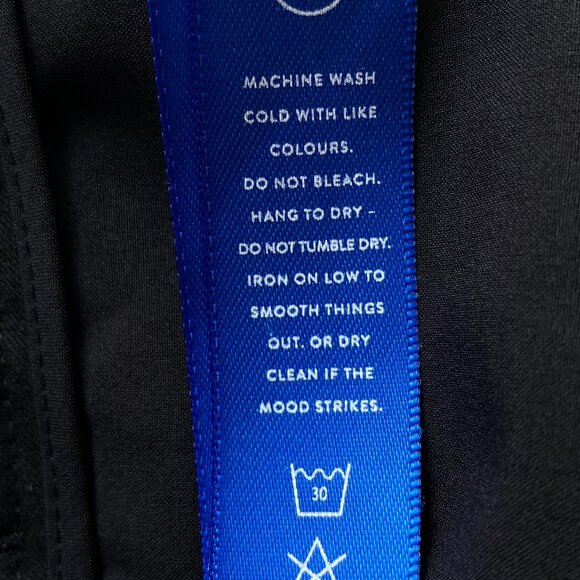 MACHINE WASH
COLD WITH LIKE
COLOURS.
DO NOT BLEACH.
HANG TO DRY –
DO NOT TUMBLE DRY.
IRON ON LOW TO
SMOOTH THINGS
OUT. OR DRY
CLEAN IF THE
MOOD STRIKES.
30